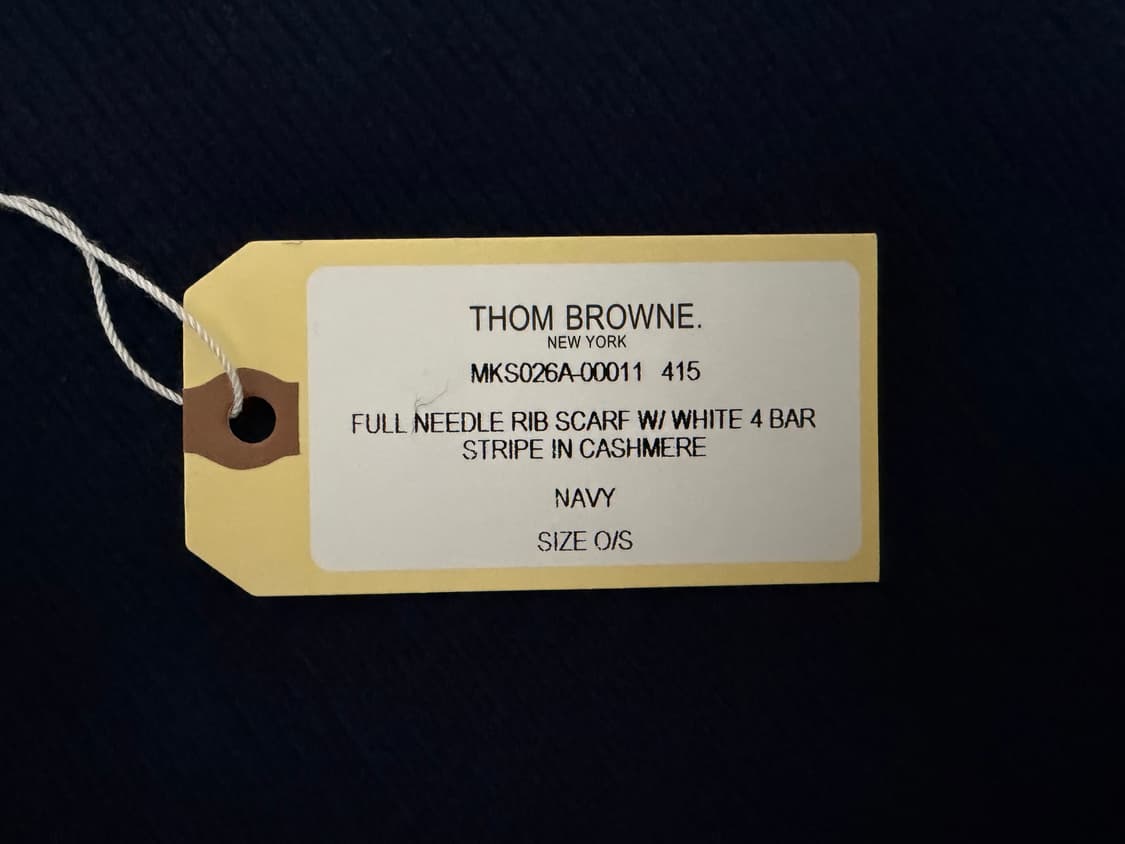 THOM BROWNE.
NEW YORK
MKS026A-00011 415
FULL NEEDLE RIB SCARF W/ WHITE 4 BAR
STRIPE IN CASHMERE
NAVY
SIZE O/S